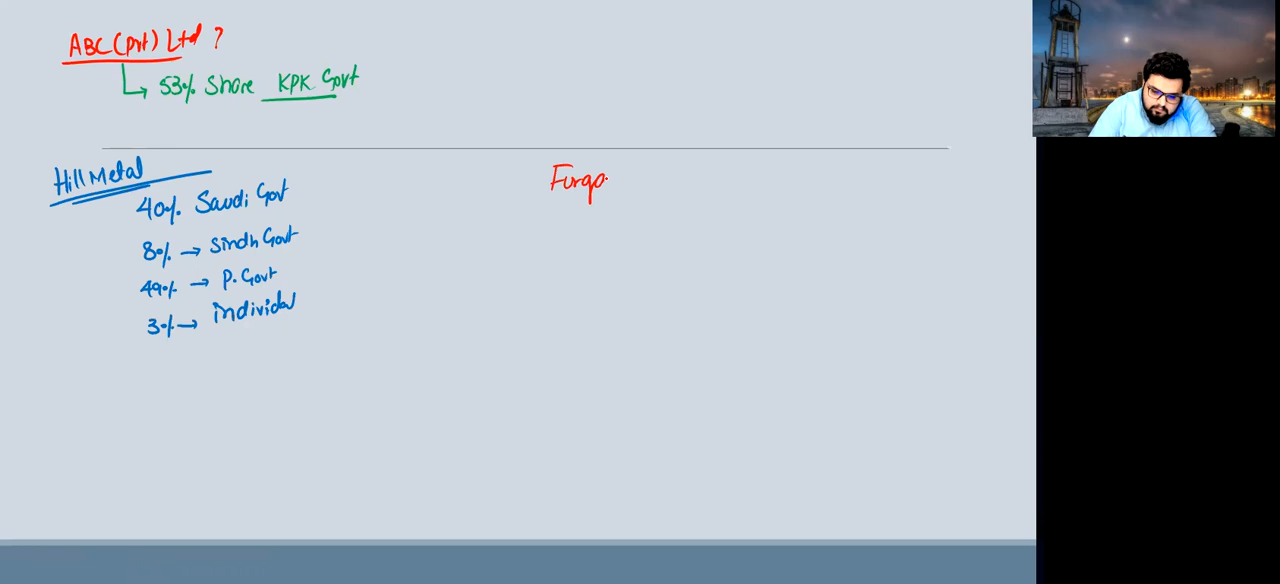 ABC (Pvt) Ltd ?
↳ 53% Share KPK Govt
Hill Metal
40% Saudi Govt
8% → Sindh Govt
49% → P. Govt
3% → individal
Furqa